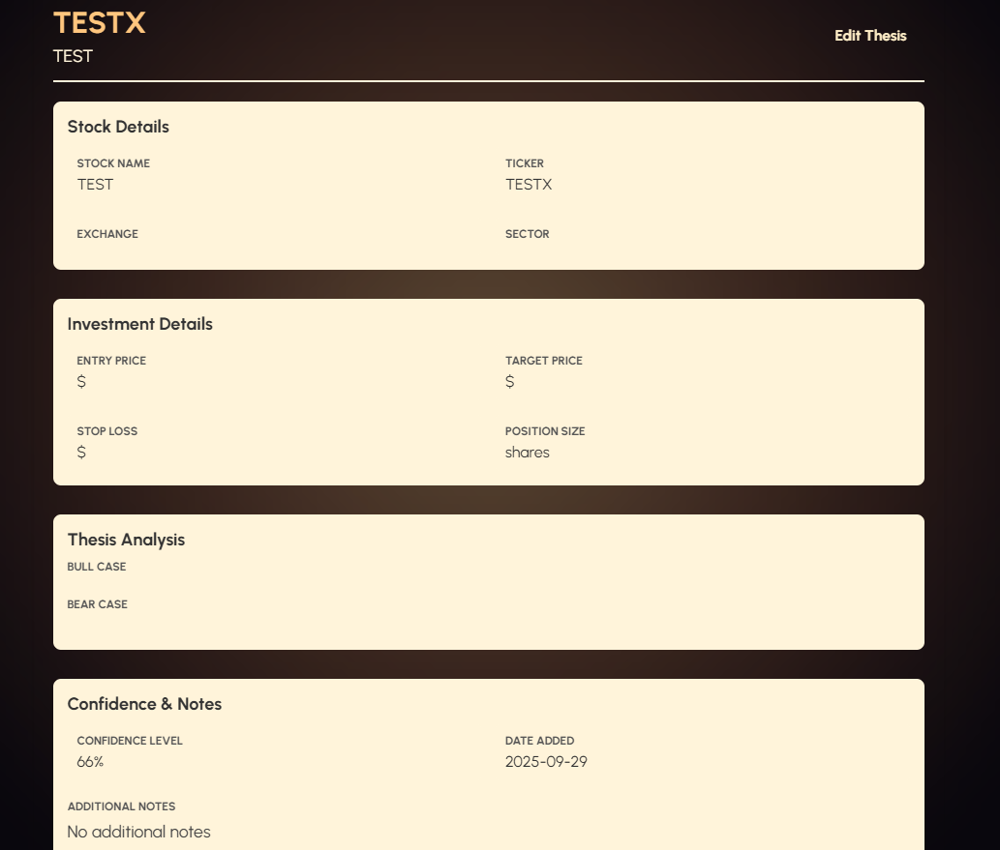 TESTX
TEST
Edit Thesis
Stock Details
STOCK NAME
TEST
TICKER
TESTX
EXCHANGE
SECTOR
Investment Details
ENTRY PRICE
$
TARGET PRICE
$
STOP LOSS
$
POSITION SIZE
shares
Thesis Analysis
BULL CASE
BEAR CASE
Confidence & Notes
CONFIDENCE LEVEL
66%
DATE ADDED
2025-09-29
ADDITIONAL NOTES
No additional notes